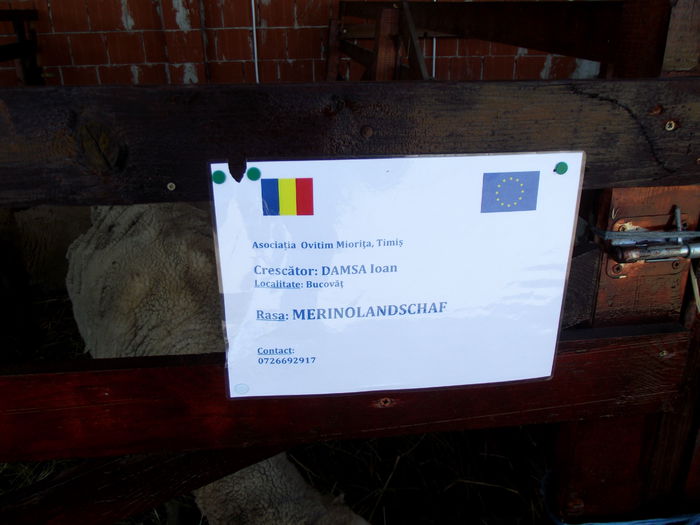 Asociația Ovitim Miorița, Timiș
Crescător: DAMSA Ioan
Localitate: Bucovăț
Rasa: MERINOLANDSCHAF
Contact:
0726692917